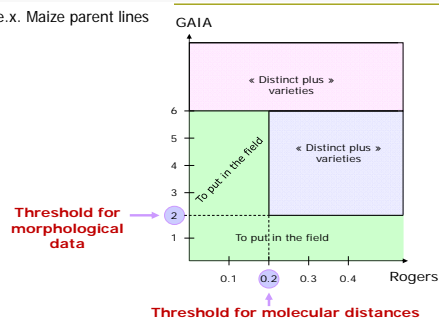 e.x. Maize parent lines
GAIA
« Distinct plus »
varieties
6
5
4
3
2
1
To put in the field
« Distinct plus »
varieties
Threshold for
morphological
data
To put in the field
0.1
0.2
0.3
0.4
Rogers
Threshold for molecular distances